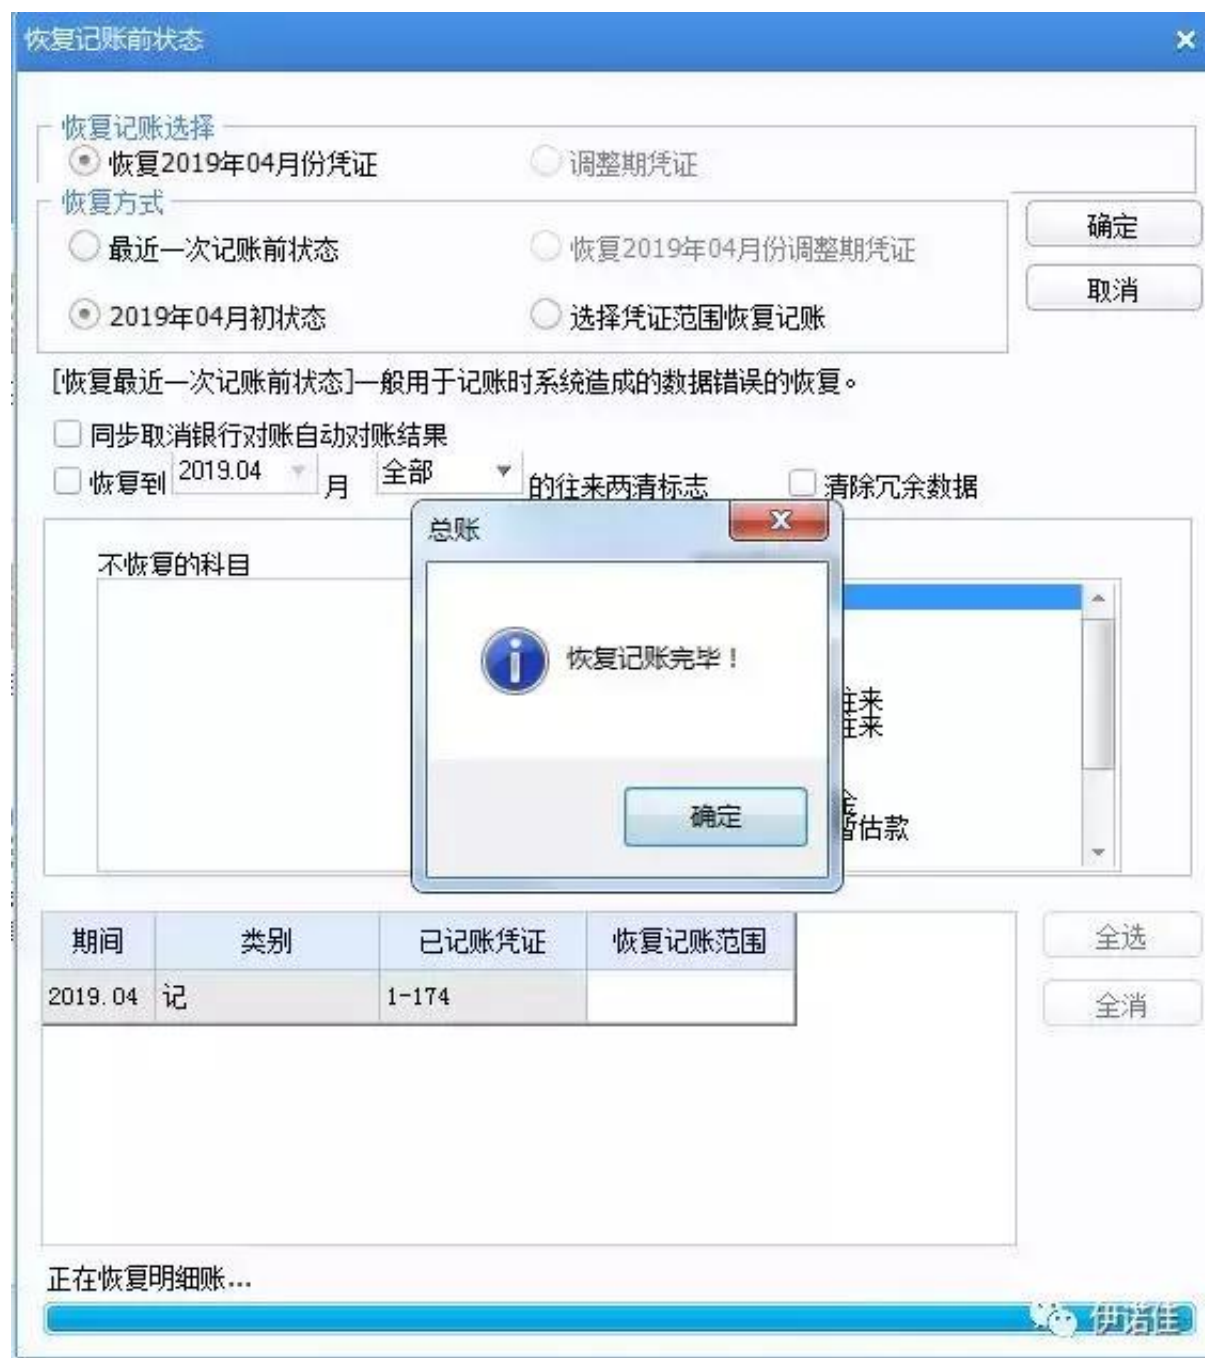 恢复记账前状态
恢复记账选择
恢复2019年04月份凭证 调整期凭证
恢复方式
最近一次记账前状态 恢复2019年04月份调整期凭证
确定
2019年04月初状态 选择凭证范围恢复记账
取消
[恢复最近一次记账前状态]一般用于记账时系统造成的数据错误的恢复。
同步取消银行对账自动对账结果
恢复到 2019.04 月 全部 的往来两清标志 清除冗余数据
总账
不恢复的科目
恢复记账完毕!
往来
往来
确定
暂估款
期间 类别 已记账凭证 恢复记账范围
全选
2019.04 记 1-174
全消
正在恢复明细账...
伊诺佳